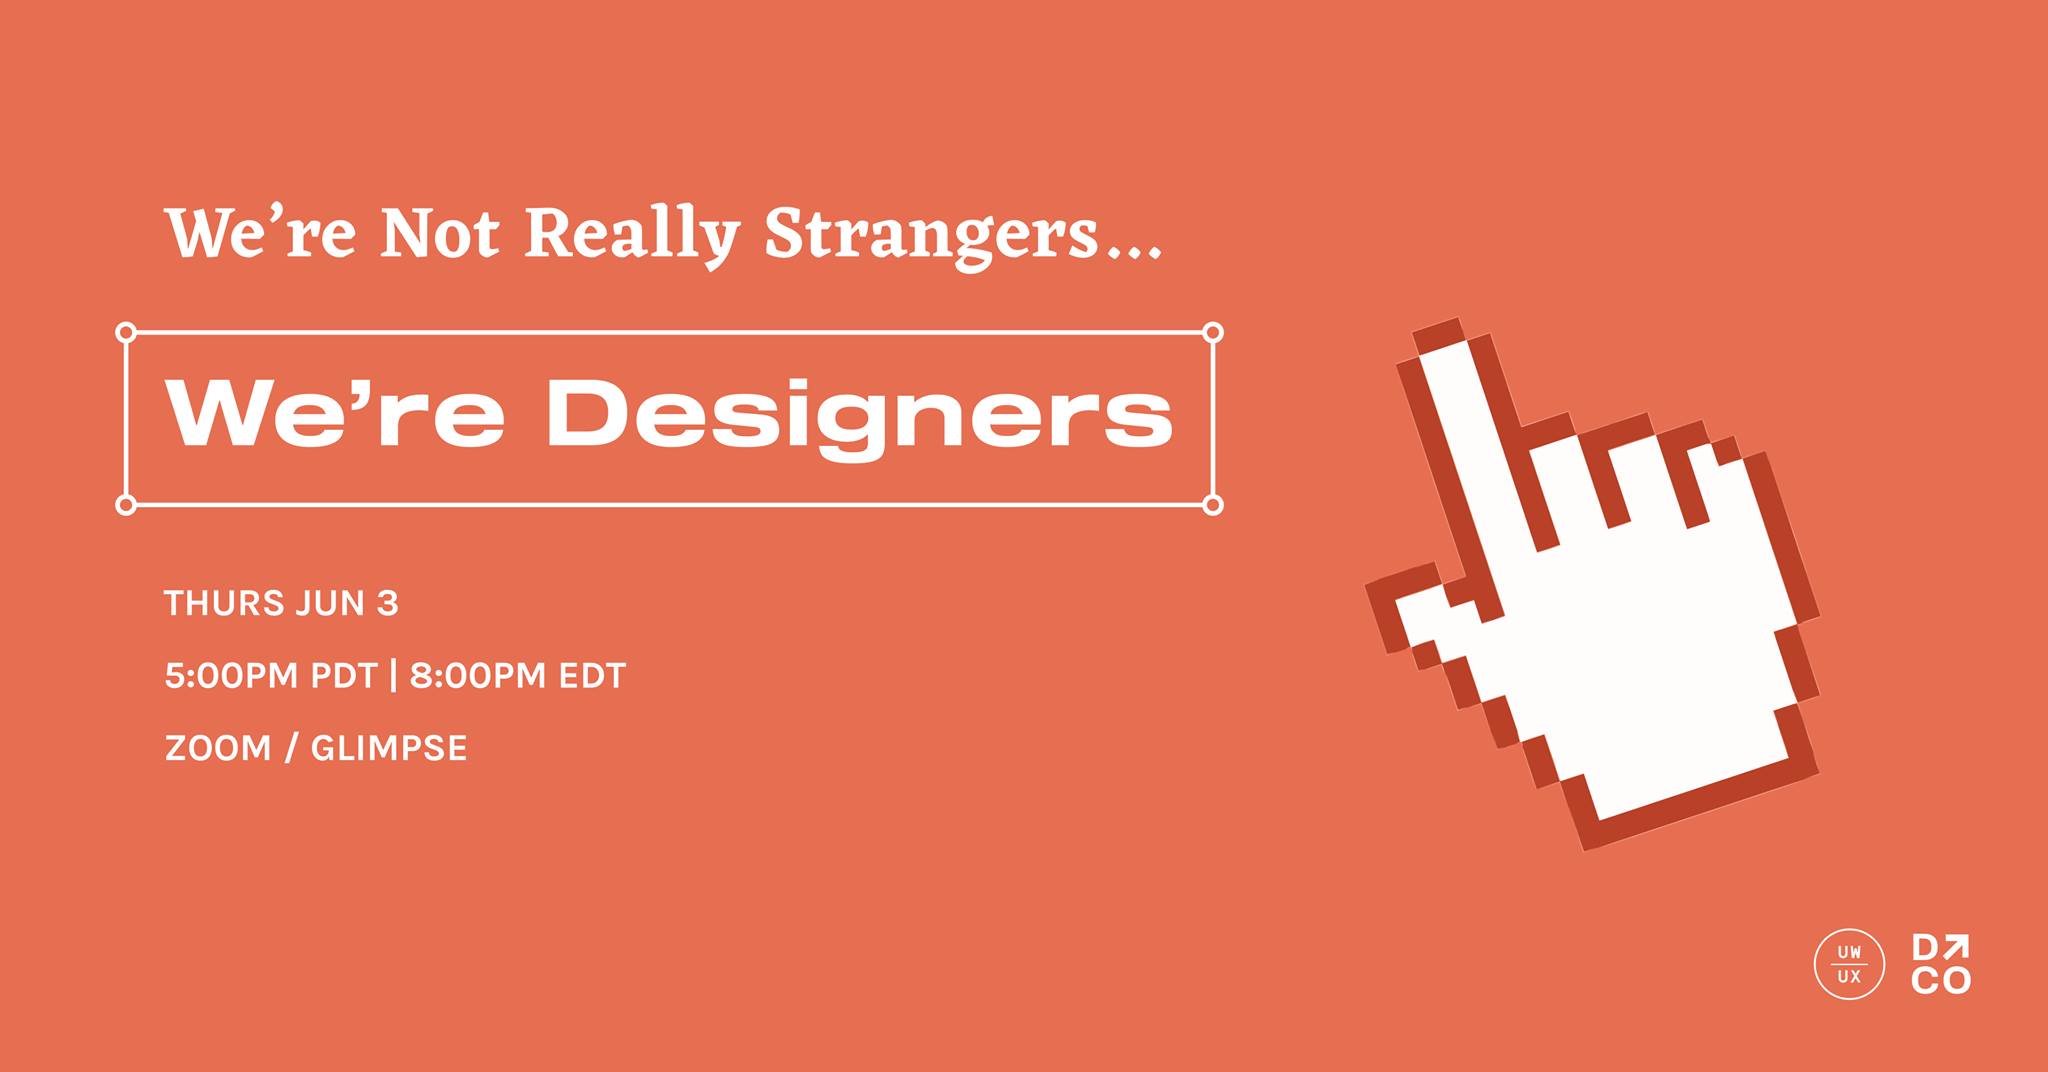 We’re Not Really Strangers...
We’re Designers
THURS JUN 3
5:00PM PDT | 8:00PM EDT
ZOOM / GLIMPSE
UW
UX
D↗
CO